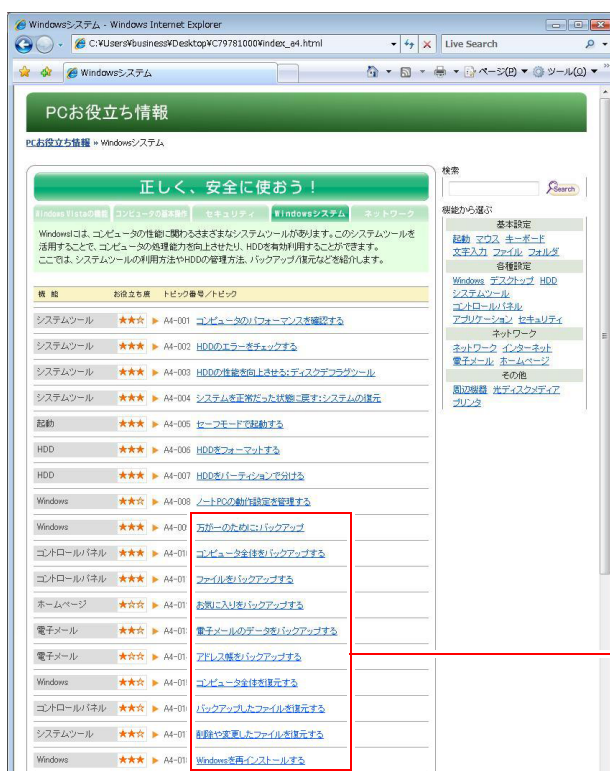 Windowsシステム - Windows Internet Explorer
C:¥Users¥business¥Desktop¥C79781000¥index_a4.html
Live Search
Windowsシステム
ページ(P)
ツール(O)
PCお役立ち情報
PCお役立ち情報 » Windowsシステム
正しく、安全に使おう！
Windows Vistaの機能 コンピュータの基本操作 セキュリティ Windowsシステム ネットワーク
Windowsには、コンピュータの性能に関わるさまざまなシステムツールがあります。このシステムツールを
活用することで、コンピュータの処理能力を向上させたり、HDDを有効利用することができます。
ここでは、システムツールの利用方法やHDDの管理方法、バックアップ/復元などを紹介します。
機 能 お役立ち度 トピック番号／トピック
システムツール ★★☆ A4-001 コンピュータのパフォーマンスを確認する
システムツール ★★☆ A4-002 HDDのエラーをチェックする
システムツール ★★★ A4-003 HDDの性能を向上させる:ディスクデフラグツール
システムツール ★★★ A4-004 システムを正常だった状態に戻す:システムの復元
起動 ★★★ A4-005 セーフモードで起動する
HDD ★★★ A4-006 HDDをフォーマットする
HDD ★★★ A4-007 HDDをパーティションで分ける
Windows ★★☆ A4-008 ノートPCの動作設定を管理する
Windows ★★★ A4-00 万が一のために:バックアップ
コントロールパネル ★★★ A4-01 コンピュータ全体をバックアップする
コントロールパネル ★★★ A4-01 ファイルをバックアップする
ホームページ ★☆☆ A4-01 お気に入りをバックアップする
電子メール ★★☆ A4-01 電子メールのデータをバックアップする
電子メール ★☆☆ A4-01 アドレス帳をバックアップする
Windows ★★★ A4-01 コンピュータ全体を復元する
コントロールパネル ★★★ A4-01 バックアップしたファイルを復元する
システムツール ★★★ A4-01 削除や変更したファイルを復元する
Windows ★★★ A4-01 Windowsを再インストールする
検索
Search
機能から選ぶ
基本設定
起動 マウス キーボード
文字入力 ファイル フォルダ
各種設定
Windows デスクトップ HDD
システムツール
コントロールパネル
アプリケーション セキュリティ
ネットワーク
ネットワーク インターネット
電子メール ホームページ
その他
周辺機器 光ディスクメディア
プリンタ